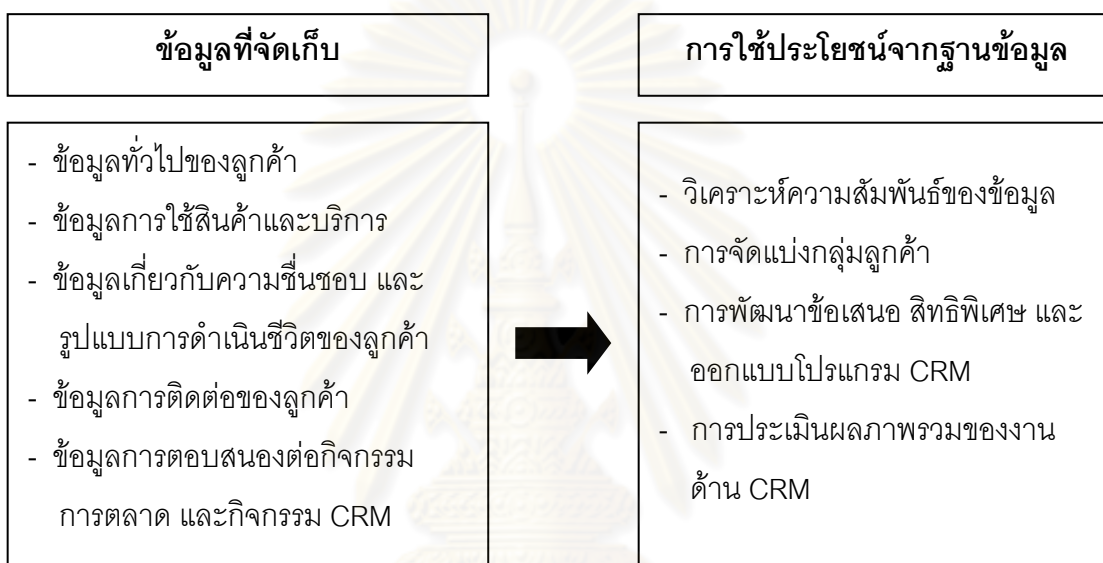 ข้อมูลที่จัดเก็บ
- ข้อมูลทั่วไปของลูกค้า
- ข้อมูลการใช้สินค้าและบริการ
- ข้อมูลเกี่ยวกับความชื่นชอบ และ
รูปแบบการดำเนินชีวิตของลูกค้า
- ข้อมูลการติดต่อของลูกค้า
- ข้อมูลการตอบสนองต่อกิจกรรม
การตลาด และกิจกรรม CRM
การใช้ประโยชน์จากฐานข้อมูล
- วิเคราะห์ความสัมพันธ์ของข้อมูล
- การจัดแบ่งกลุ่มลูกค้า
- การพัฒนาข้อเสนอ สิทธิพิเศษ และ
ออกแบบโปรแกรม CRM
- การประเมินผลภาพรวมของงาน
ด้าน CRM